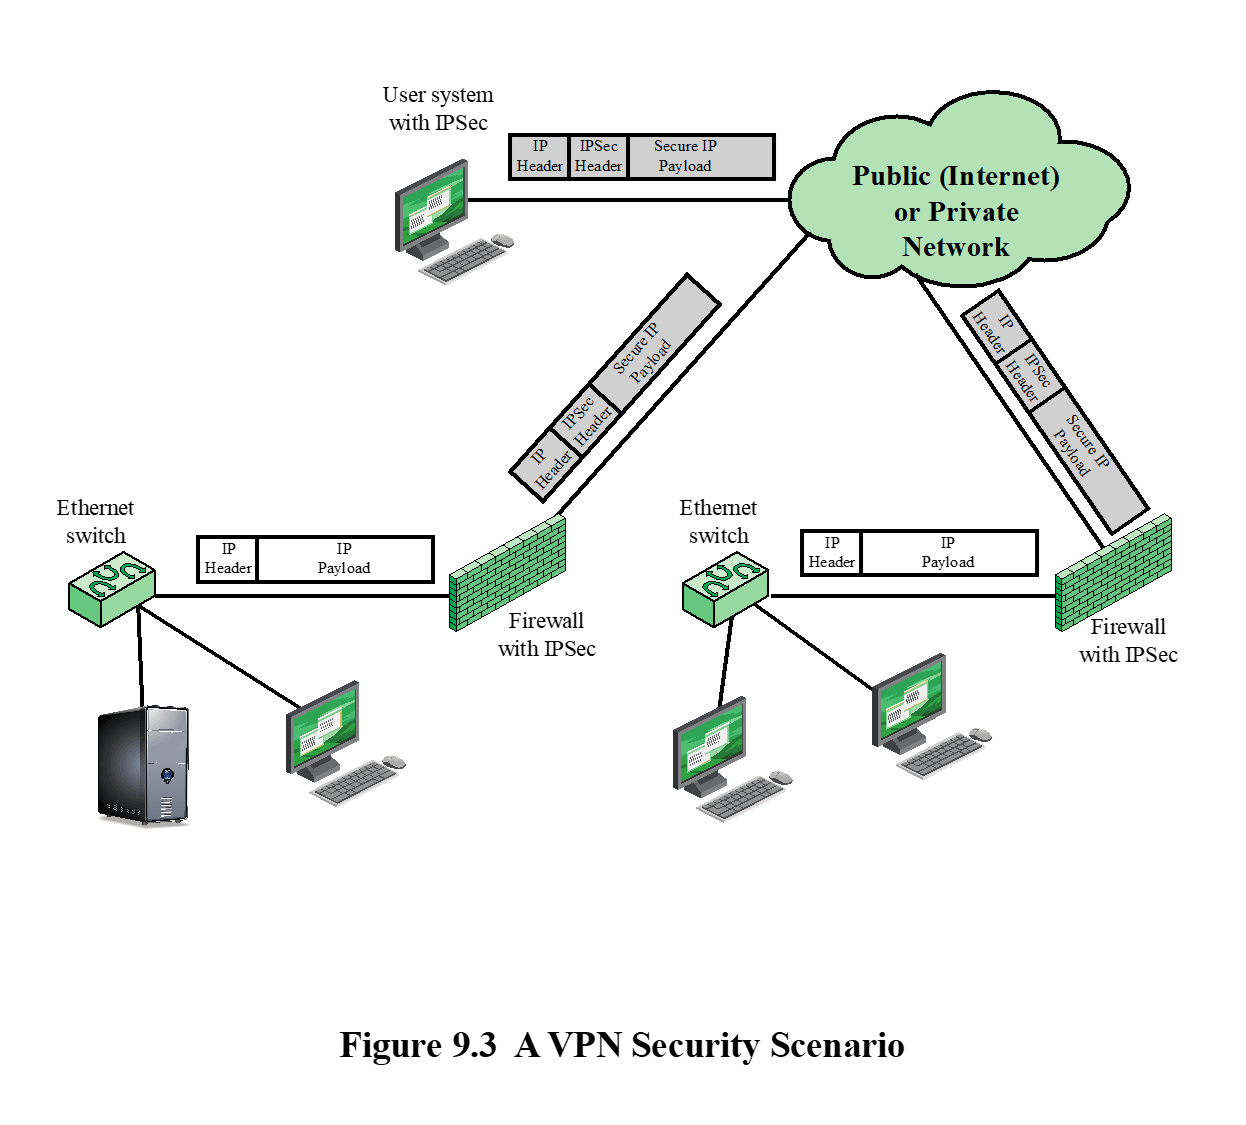 User system
with IPSec
IP
Header
IPSec
Header
Secure IP
Payload
Public (Internet)
or Private
Network
IP
Header
IPSec
Header
Secure IP
Payload
IP
Header
IPSec
Header
Secure IP
Payload
Ethernet
switch
IP
Header
IP
Payload
Firewall
with IPSec
Ethernet
switch
IP
Header
IP
Payload
Firewall
with IPSec
Figure 9.3 A VPN Security Scenario